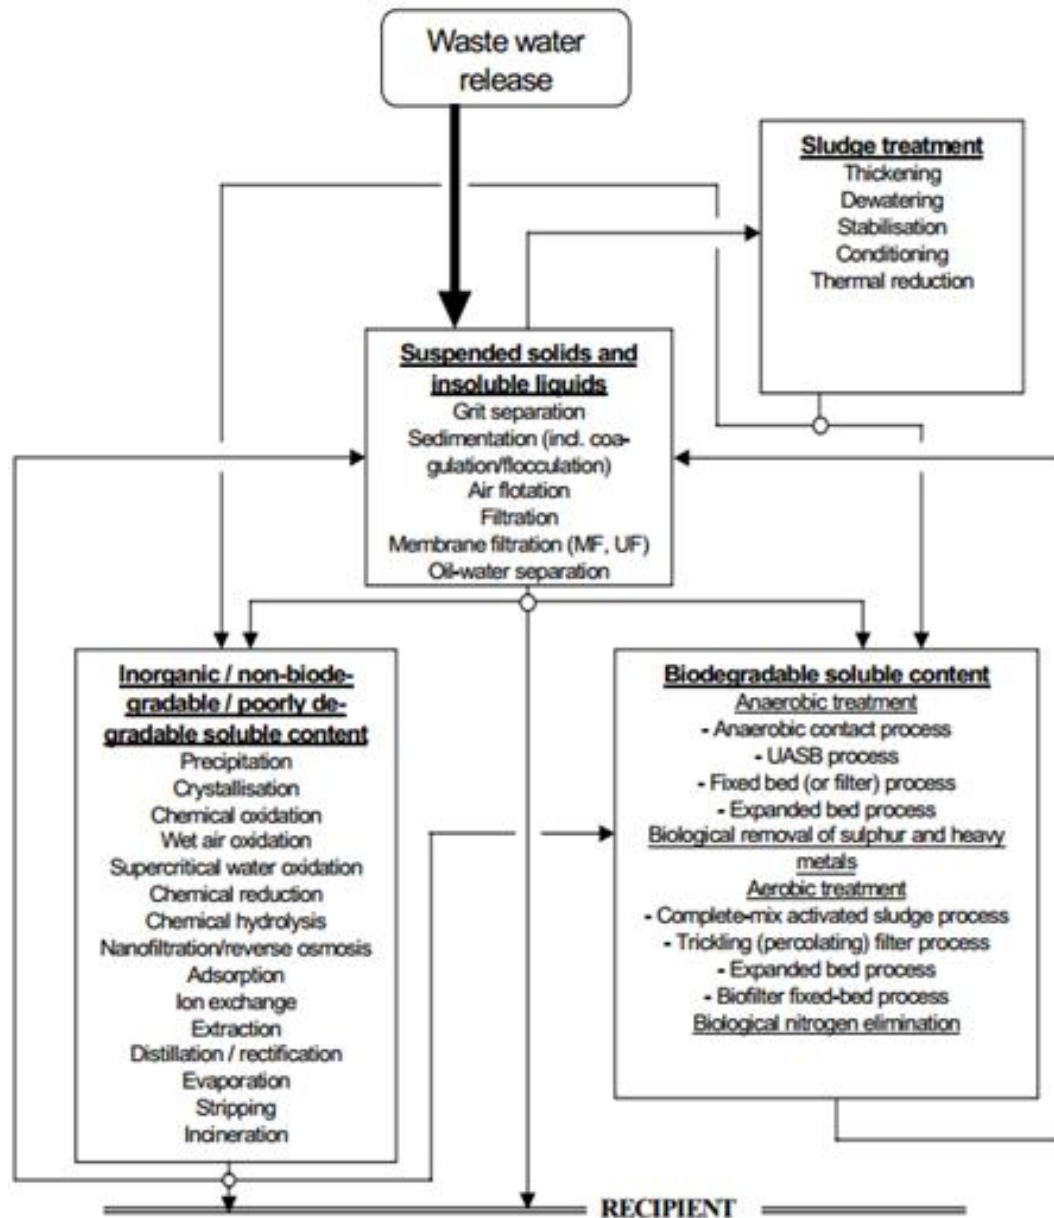 Waste water
release
Sludge treatment
Thickening
Dewatering
Stabilisation
Conditioning
Thermal reduction
Suspended solids and
insoluble liquids
Grit separation
Sedimentation (incl. coa-
gulation/flocculation)
Air flotation
Filtration
Membrane filtration (MF, UF)
Oil-water separation
Inorganic / non-biode-
gradable / poorly de-
gradable soluble content
Precipitation
Crystallisation
Chemical oxidation
Wet air oxidation
Supercritical water oxidation
Chemical reduction
Chemical hydrolysis
Nanofiltration/reverse osmosis
Adsorption
Ion exchange
Extraction
Distillation / rectification
Evaporation
Stripping
Incineration
Biodegradable soluble content
Anaerobic treatment
- Anaerobic contact process
- UASB process
- Fixed bed (or filter) process
- Expanded bed process
Biological removal of sulphur and heavy
metals
Aerobic treatment
- Complete-mix activated sludge process
- Trickling (percolating) filter process
- Expanded bed process
- Biofilter fixed-bed process
Biological nitrogen elimination
RECIPIENT